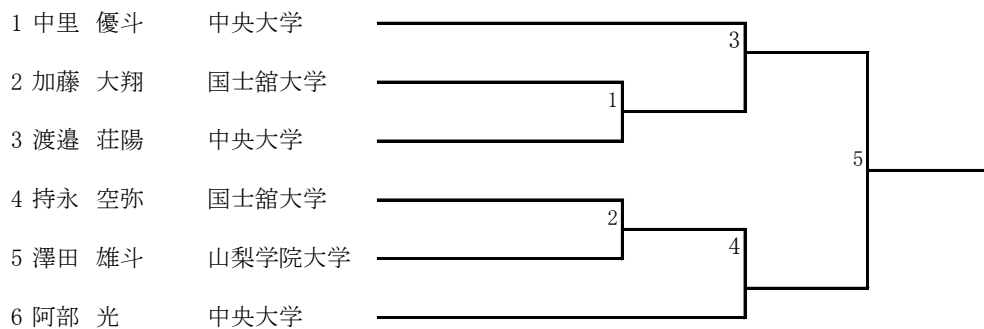 1 中里 優斗 中央大学
3
2 加藤 大翔 国士舘大学
1
3 渡邉 荘陽 中央大学
5
4 持永 空弥 国士舘大学
2
4
5 澤田 雄斗 山梨学院大学
6 阿部 光 中央大学